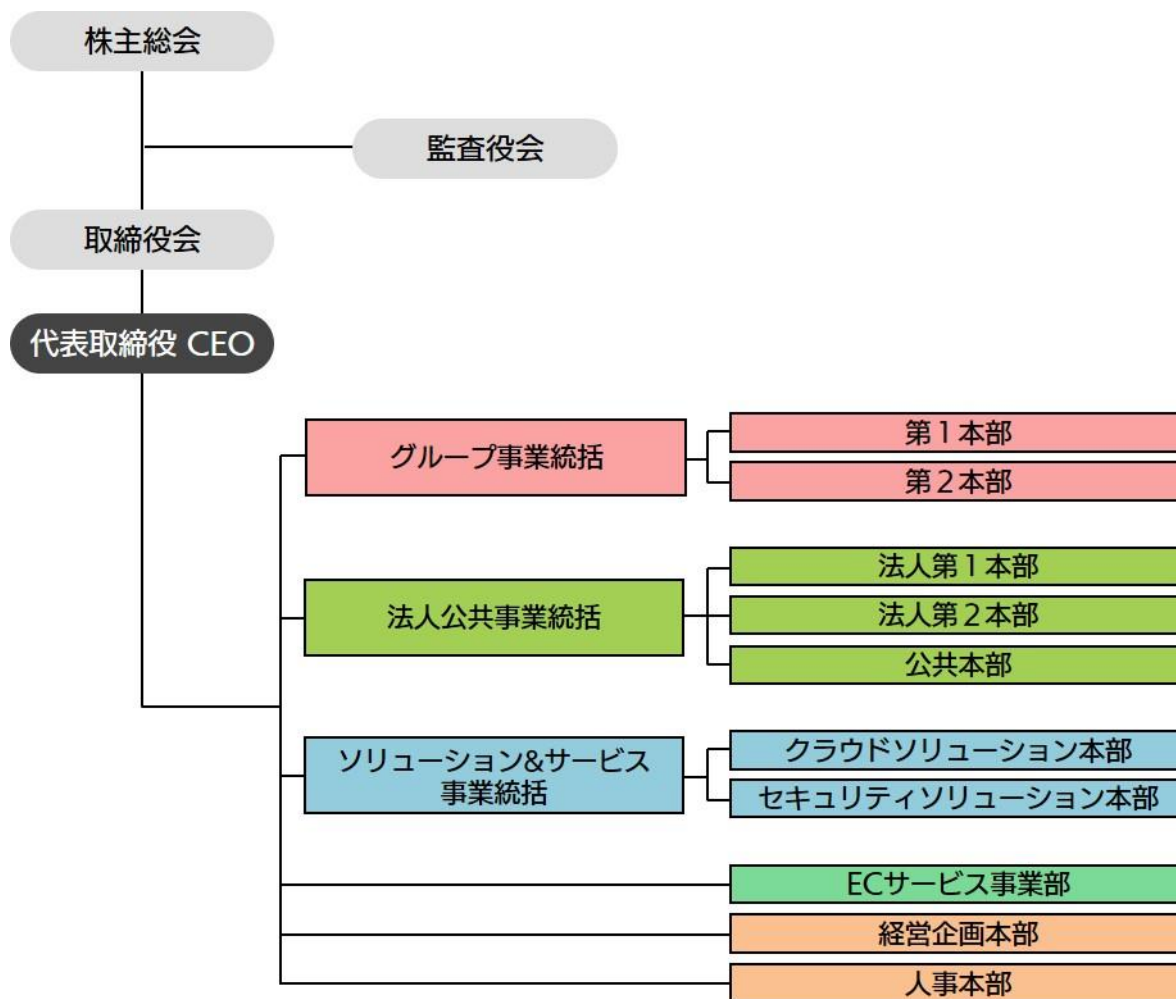 株主総会
監査役会
取締役会
代表取締役 CEO
グループ事業統括
第１本部
第２本部
法人公共事業統括
法人第１本部
法人第２本部
公共本部
ソリューション&サービス
事業統括
クラウドソリューション本部
セキュリティソリューション本部
ECサービス事業部
経営企画本部
人事本部